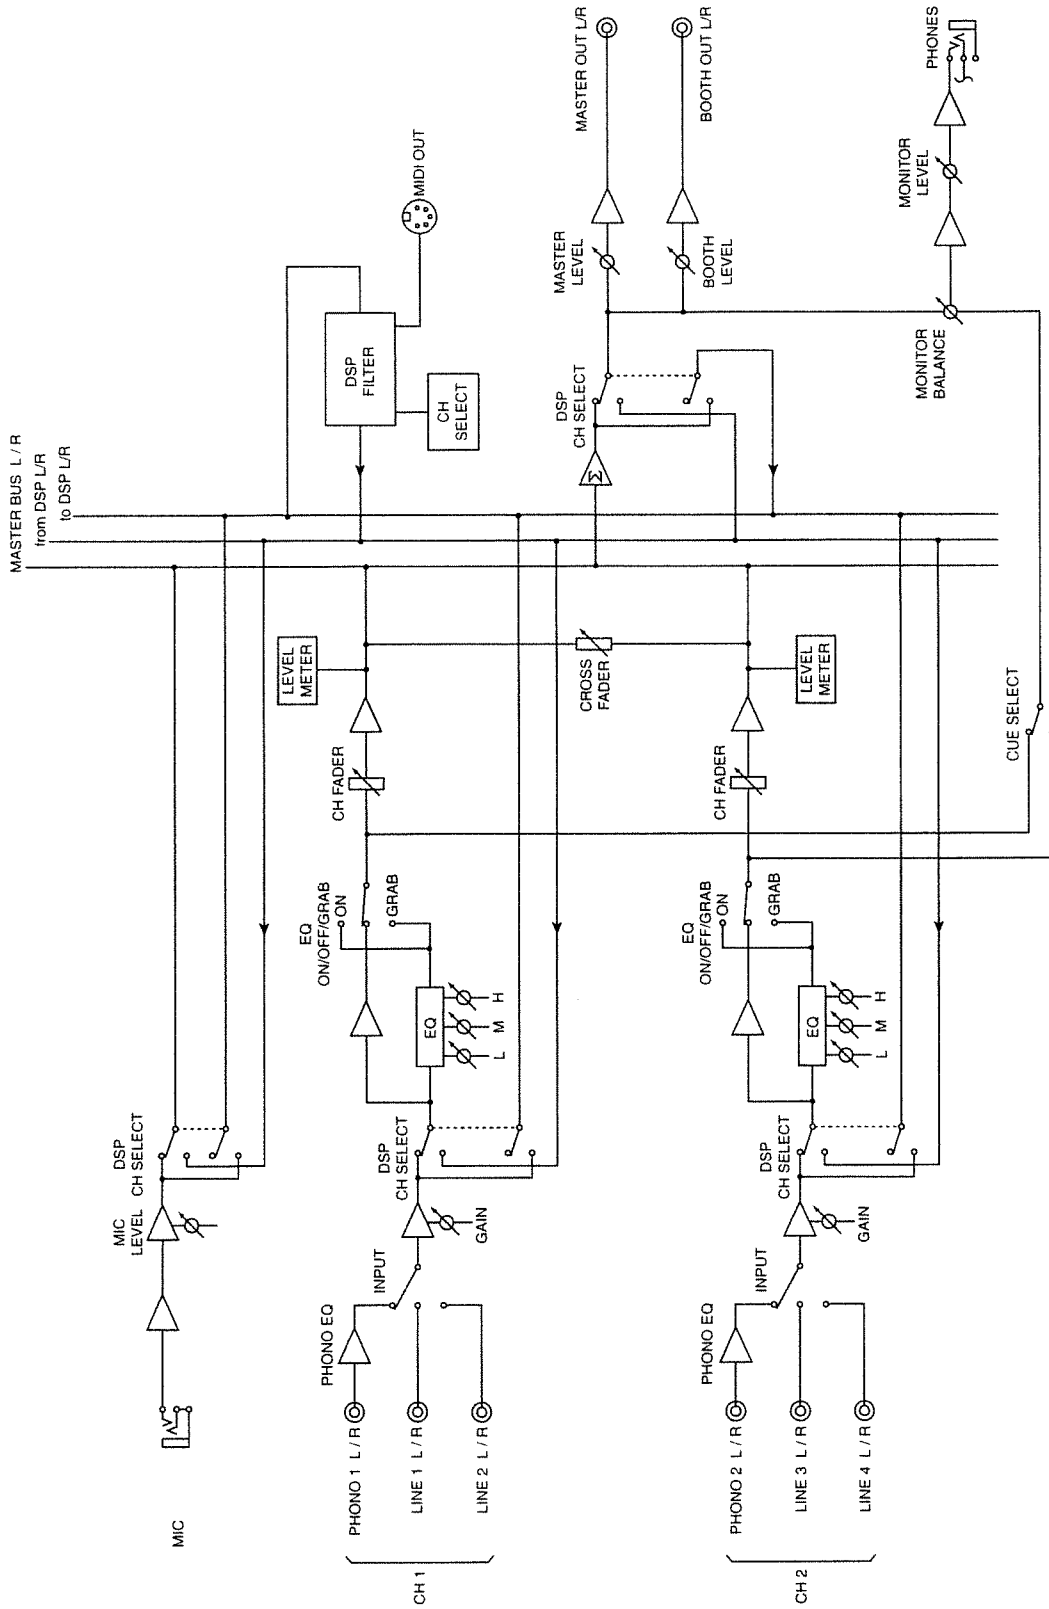 MIC
CH 1
PHONO 1 L / R
LINE 1 L / R
LINE 2 L / R
CH 2
PHONO 2 L / R
LINE 3 L / R
LINE 4 L / R
PHONO EQ
INPUT
PHONO EQ
INPUT
MIC
LEVEL
GAIN
GAIN
DSP
CH SELECT
DSP
CH SELECT
DSP
CH SELECT
EQ
L
M
H
EQ
L
M
H
EQ
ON/OFF/GRAB
ON
GRAB
EQ
ON/OFF/GRAB
ON
GRAB
CH FADER
CH FADER
LEVEL
METER
CROSS
FADER
LEVEL
METER
CUE SELECT
MASTER BUS L / R
from DSP L/R
to DSP L/R
DSP
FILTER
CH
SELECT
MIDI OUT
Σ
DSP
CH SELECT
MASTER
LEVEL
BOOTH
LEVEL
MONITOR
BALANCE
MONITOR
LEVEL
MASTER OUT L/R
BOOTH OUT L/R
PHONES